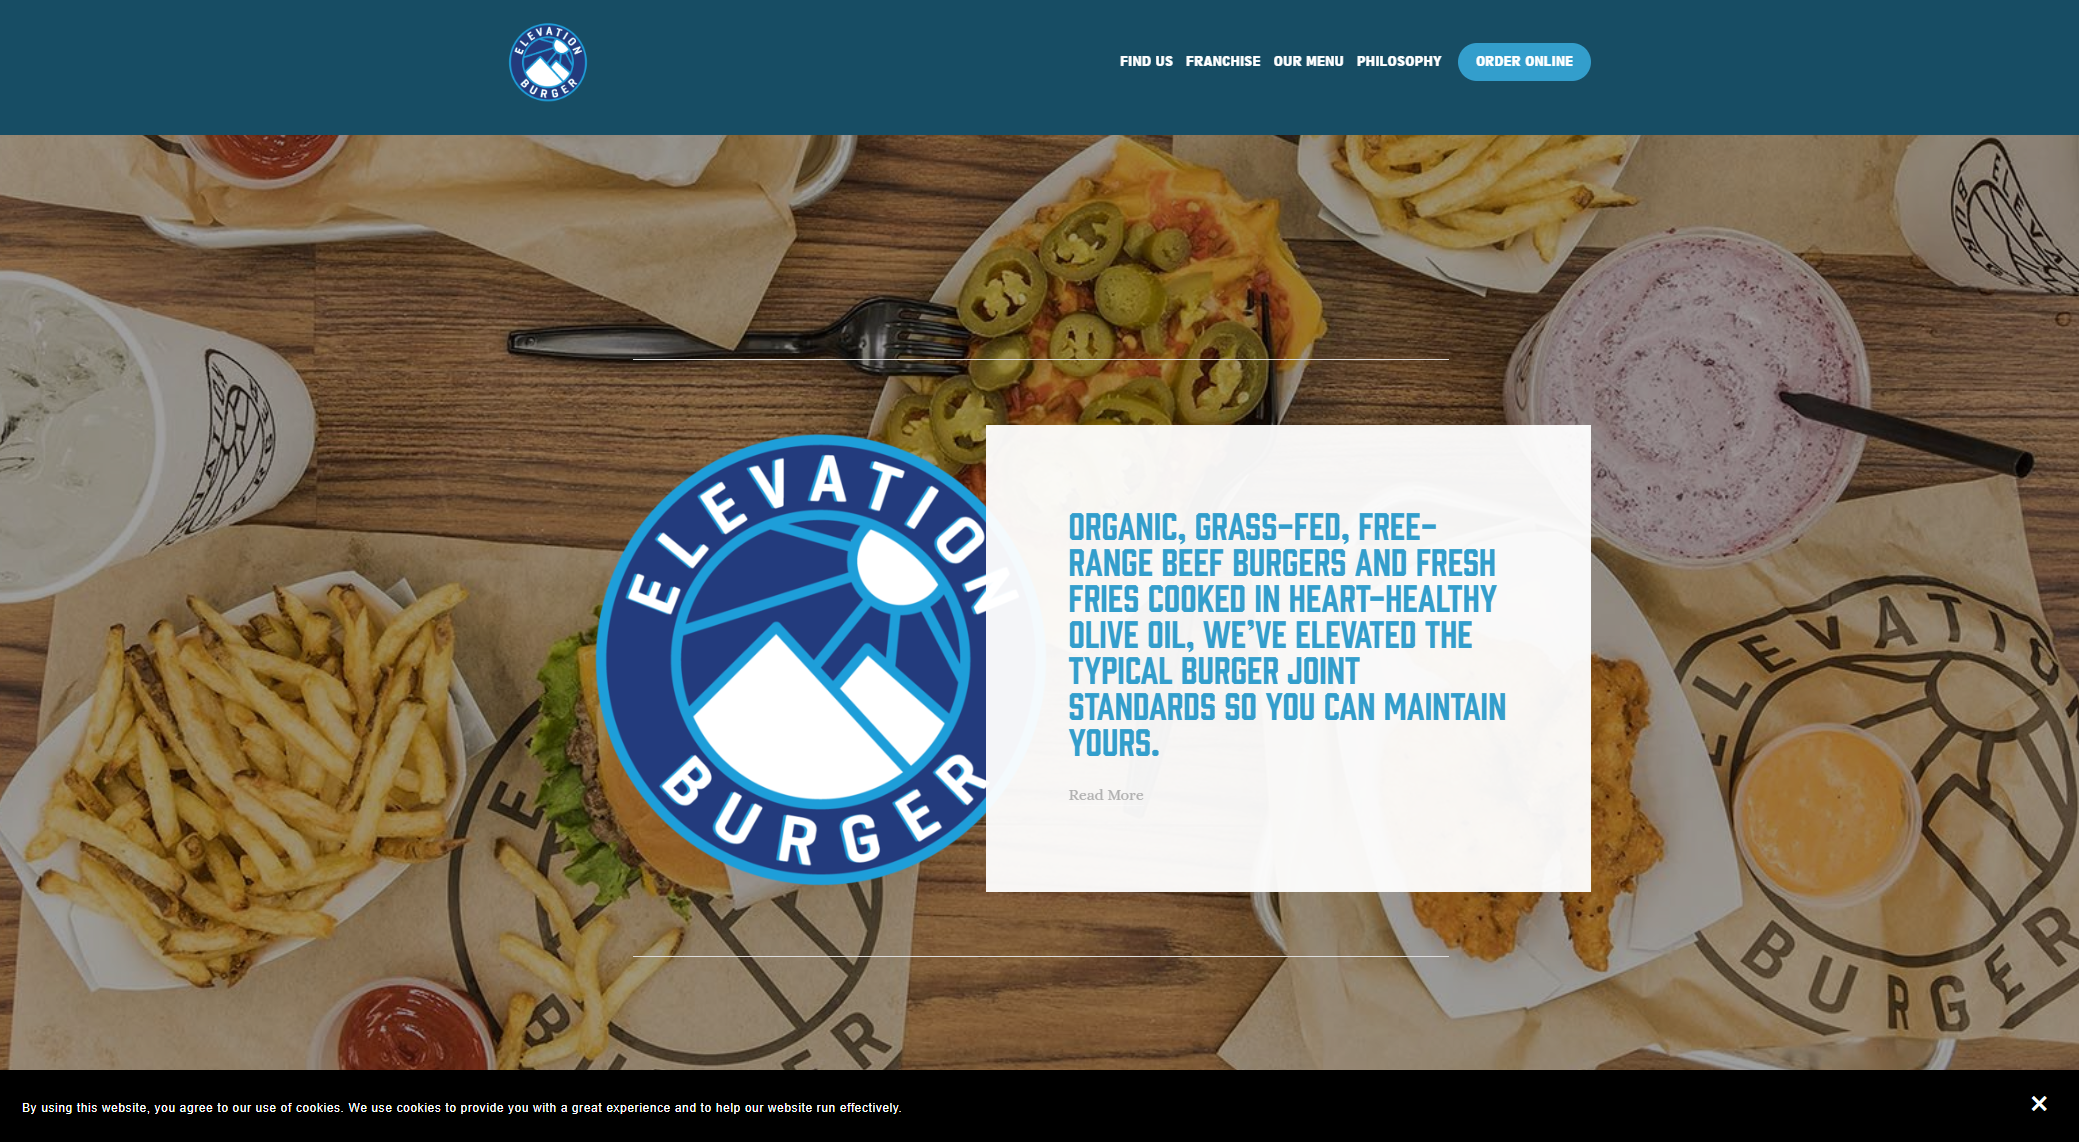 ELEVATION
BURGER
FIND US FRANCHISE OUR MENU PHILOSOPHY ORDER ONLINE
ELEVATION
BURGER
ORGANIC, GRASS-FED, FREE-
RANGE BEEF BURGERS AND FRESH
FRIES COOKED IN HEART-HEALTHY
OLIVE OIL, WE'VE ELEVATED THE
TYPICAL BURGER JOINT
STANDARDS SO YOU CAN MAINTAIN
YOURS.
Read More
ELEVATION
BURGER
By using this website, you agree to our use of cookies. We use cookies to provide you with a great experience and to help our website run effectively.